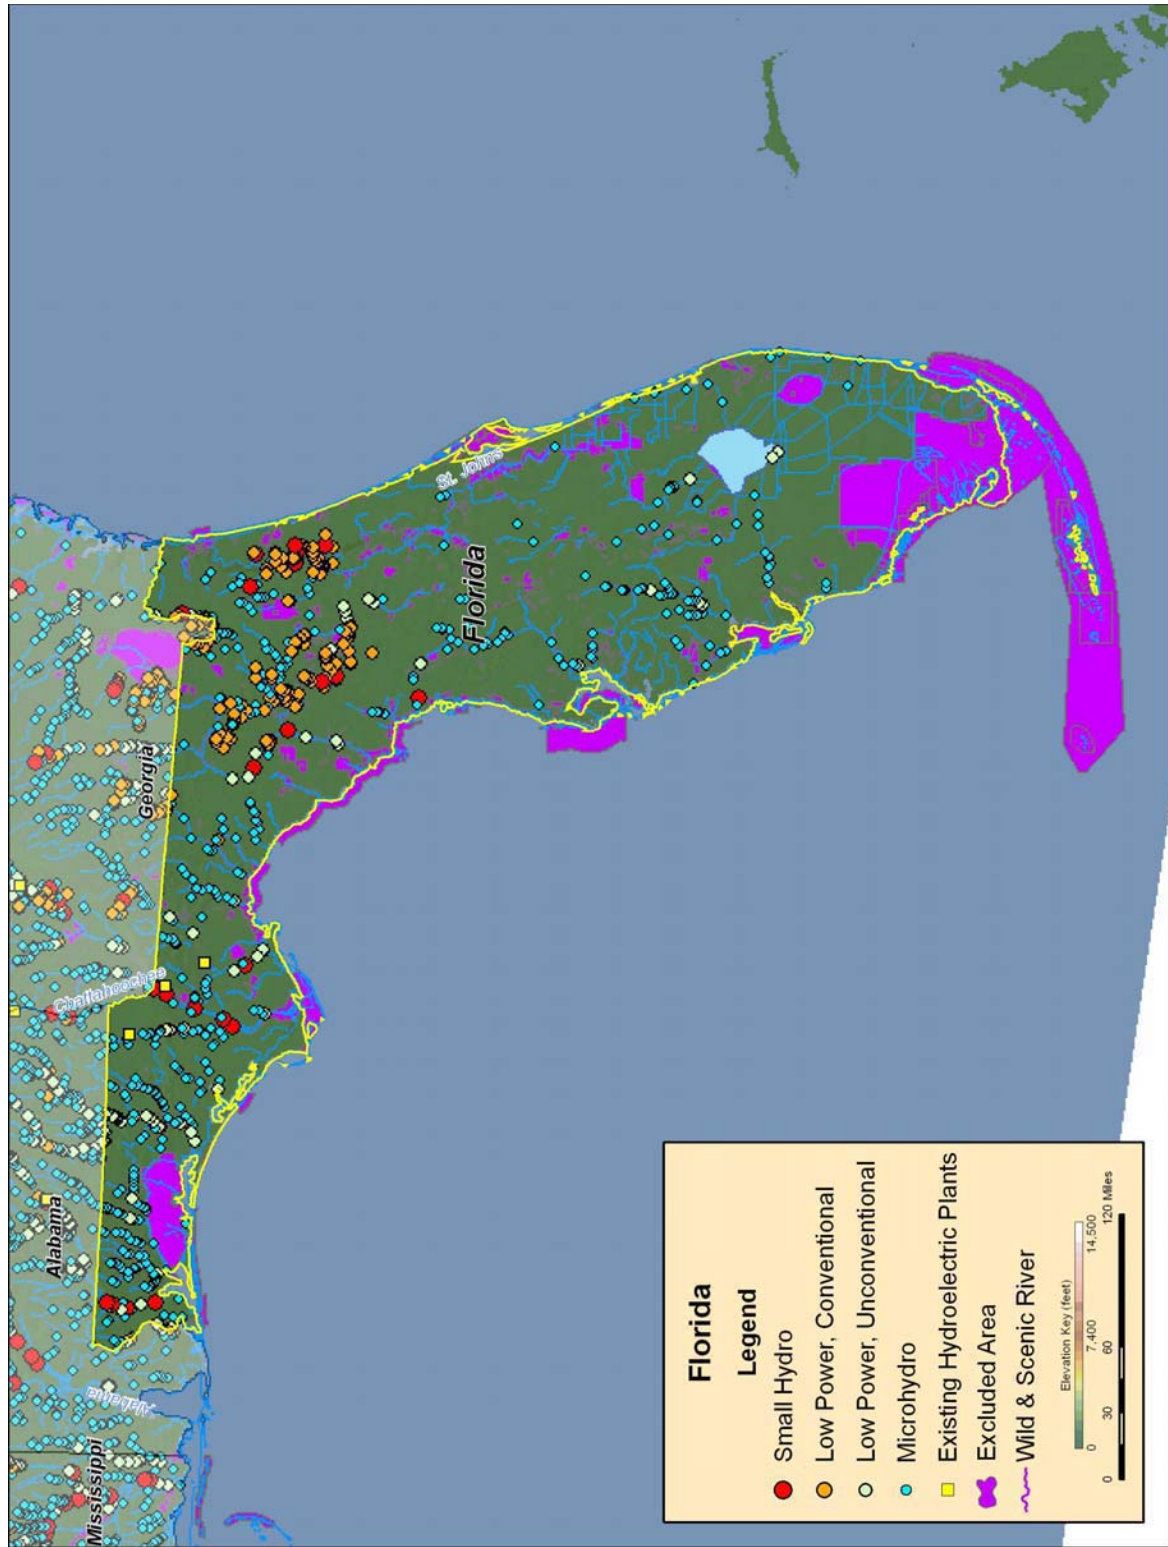 Mississippi
Alabama
Alabama
Chattahoochee
Georgia
Florida
St. Johns
Florida
Legend
Small Hydro
Low Power, Conventional
Low Power, Unconventional
Microhydro
Existing Hydroelectric Plants
Excluded Area
Wild & Scenic River
Elevation Key (feet)
0 7,400 14,500
0 30 60 120 Miles